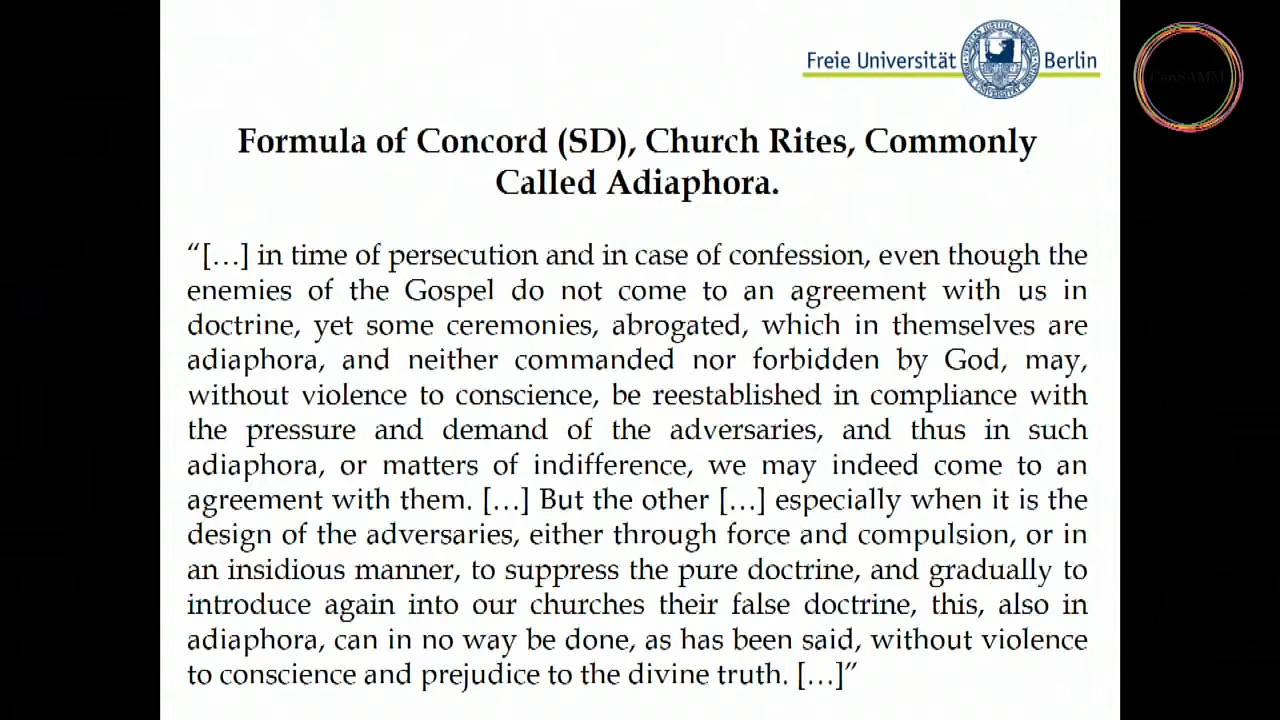 Freie Universität Berlin
CenSAMM
Formula of Concord (SD), Church Rites, Commonly
Called Adiaphora.
“[…] in time of persecution and in case of confession, even though the
enemies of the Gospel do not come to an agreement with us in
doctrine, yet some ceremonies, abrogated, which in themselves are
adiaphora, and neither commanded nor forbidden by God, may,
without violence to conscience, be reestablished in compliance with
the pressure and demand of the adversaries, and thus in such
adiaphora, or matters of indifference, we may indeed come to an
agreement with them. […] But the other […] especially when it is the
design of the adversaries, either through force and compulsion, or in
an insidious manner, to suppress the pure doctrine, and gradually to
introduce again into our churches their false doctrine, this, also in
adiaphora, can in no way be done, as has been said, without violence
to conscience and prejudice to the divine truth. […]”